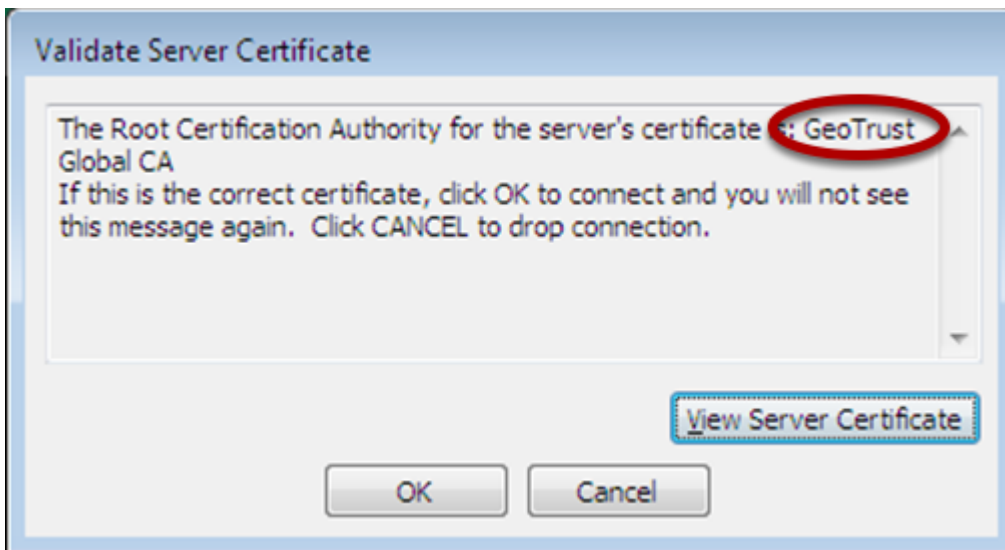 Validate Server Certificate
The Root Certification Authority for the server's certificate is: GeoTrust
Global CA
If this is the correct certificate, click OK to connect and you will not see
this message again.  Click CANCEL to drop connection.
View Server Certificate
OK
Cancel